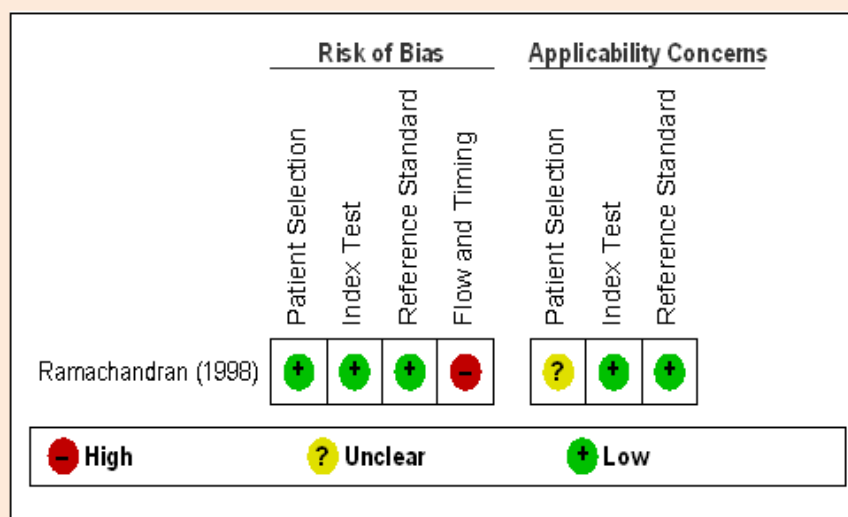 Risk of Bias
Applicability Concerns
Patient Selection
Index Test
Reference Standard
Flow and Timing
Patient Selection
Index Test
Reference Standard
Ramachandran (1998) + + + - ? + +
- High ? Unclear + Low